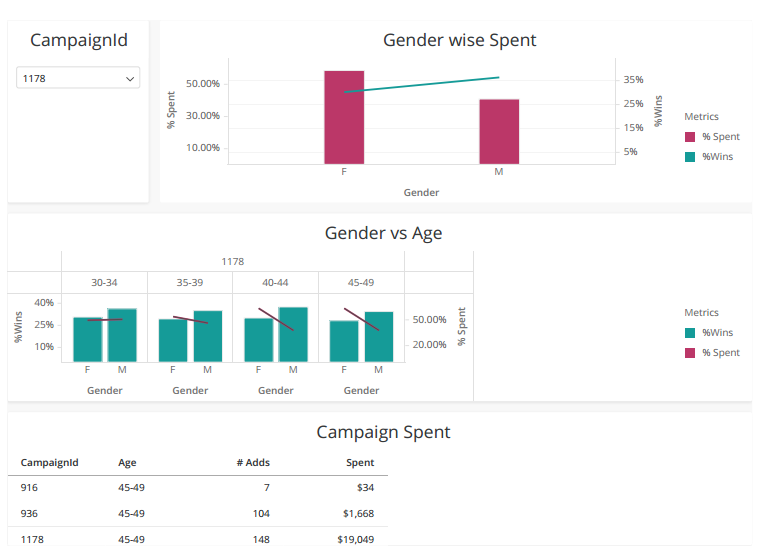 CampaignId
1178
Gender wise Spent
50.00%
30.00%
10.00%
% Spent
35%
25%
15%
5%
%Wins
F M
Gender
Metrics
% Spent
%Wins
Gender vs Age
1178
30-34 35-39 40-44 45-49
40%
25%
10%
%Wins
50.00%
20.00%
% Spent
F M F M F M F M
Gender Gender Gender Gender
Metrics
%Wins
% Spent
Campaign Spent
CampaignId Age # Adds Spent
916 45-49 7 $34
936 45-49 104 $1,668
1178 45-49 148 $19,049